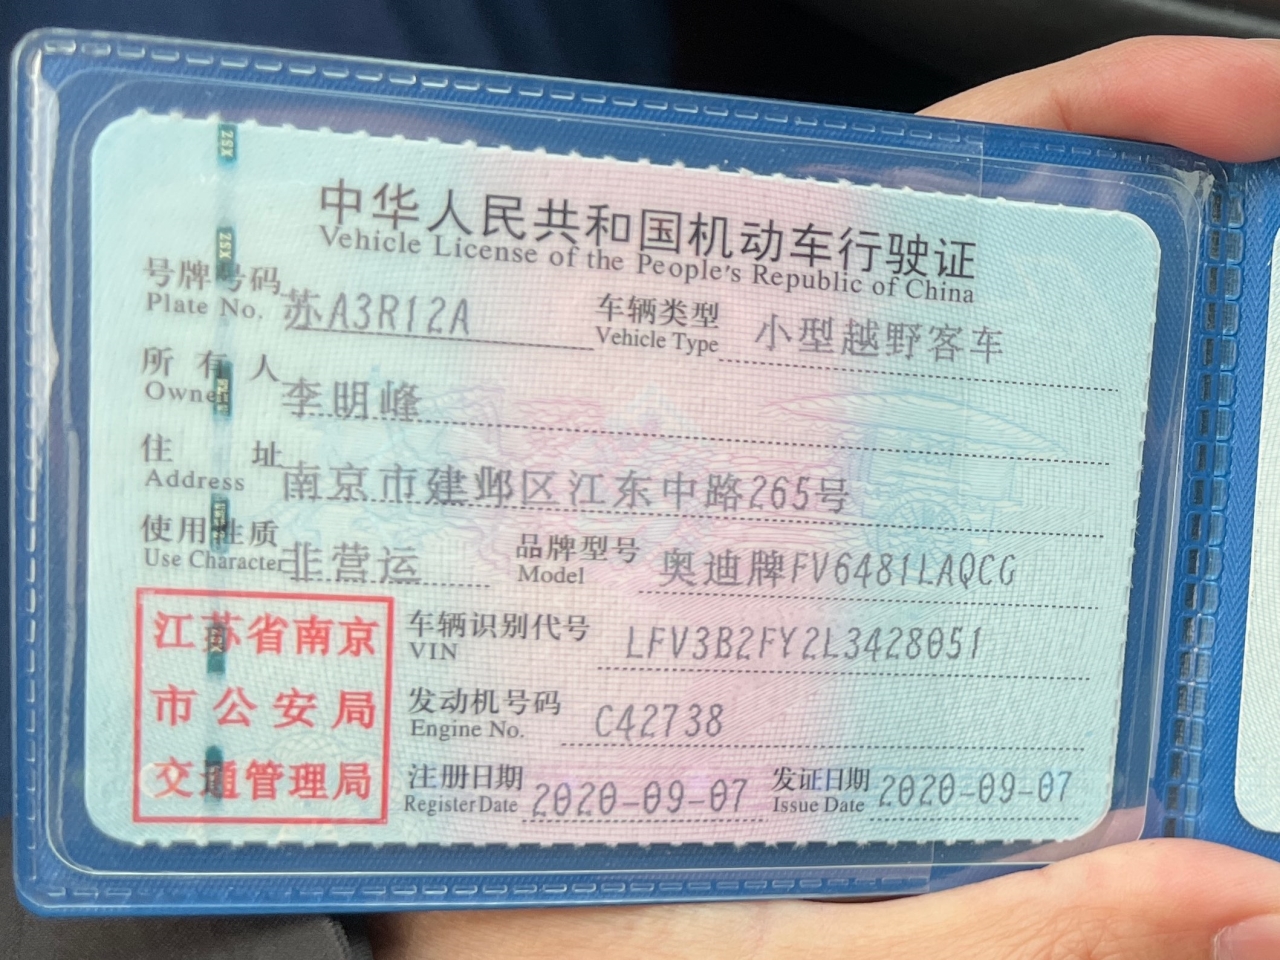 中华人民共和国机动车行驶证
Vehicle License of the People's Republic of China
号牌号码 苏A3R12A 车辆类型 小型越野客车
Plate No. Vehicle Type
所有人 李明峰
Owner
住址 南京市建邺区江东中路265号
Address
使用性质 非营运 品牌型号 奥迪牌FV6481LAQCG
Use Character Model
江苏省南京
市公安局
交通管理局
车辆识别代号 LFV3B2FY2L3428051
VIN
发动机号码 C42738
Engine No.
注册日期 2020-09-07 发证日期 2020-09-07
Register Date Issue Date
ZSX
ZSX